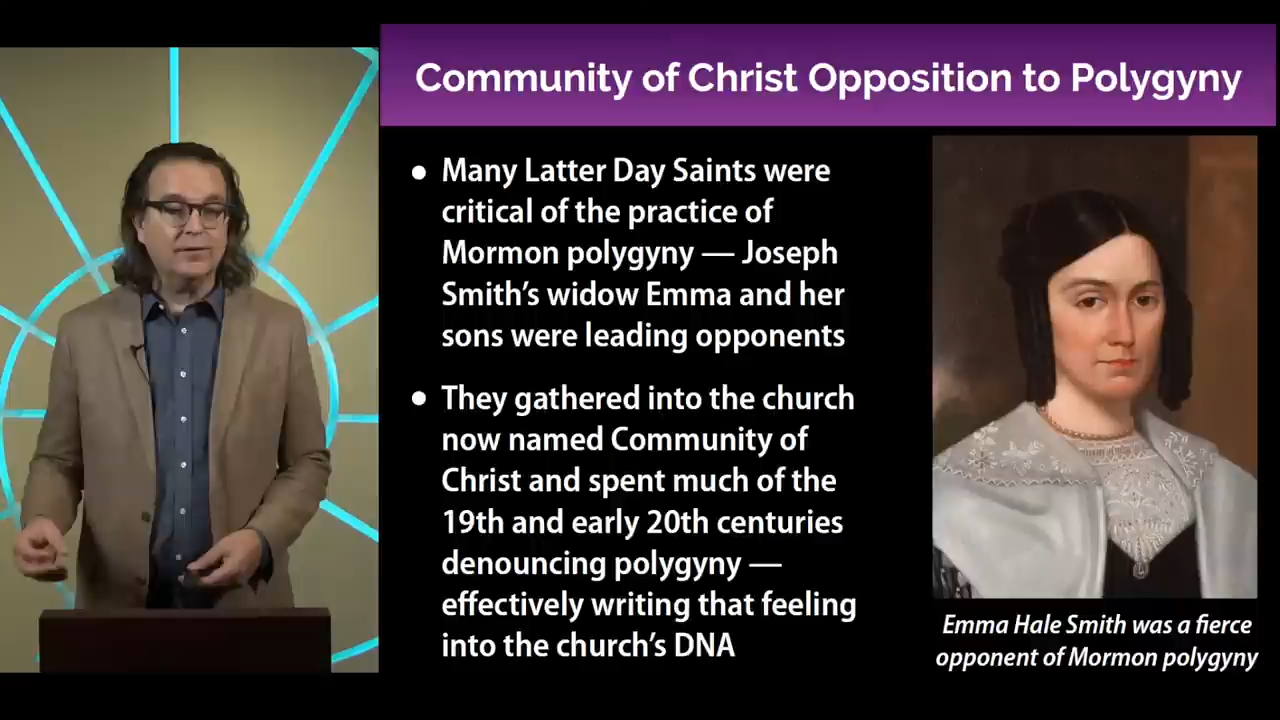 Community of Christ Opposition to Polygyny
• Many Latter Day Saints were
critical of the practice of
Mormon polygyny — Joseph
Smith’s widow Emma and her
sons were leading opponents
• They gathered into the church
now named Community of
Christ and spent much of the
19th and early 20th centuries
denouncing polygyny —
effectively writing that feeling
into the church’s DNA
Emma Hale Smith was a fierce
opponent of Mormon polygyny